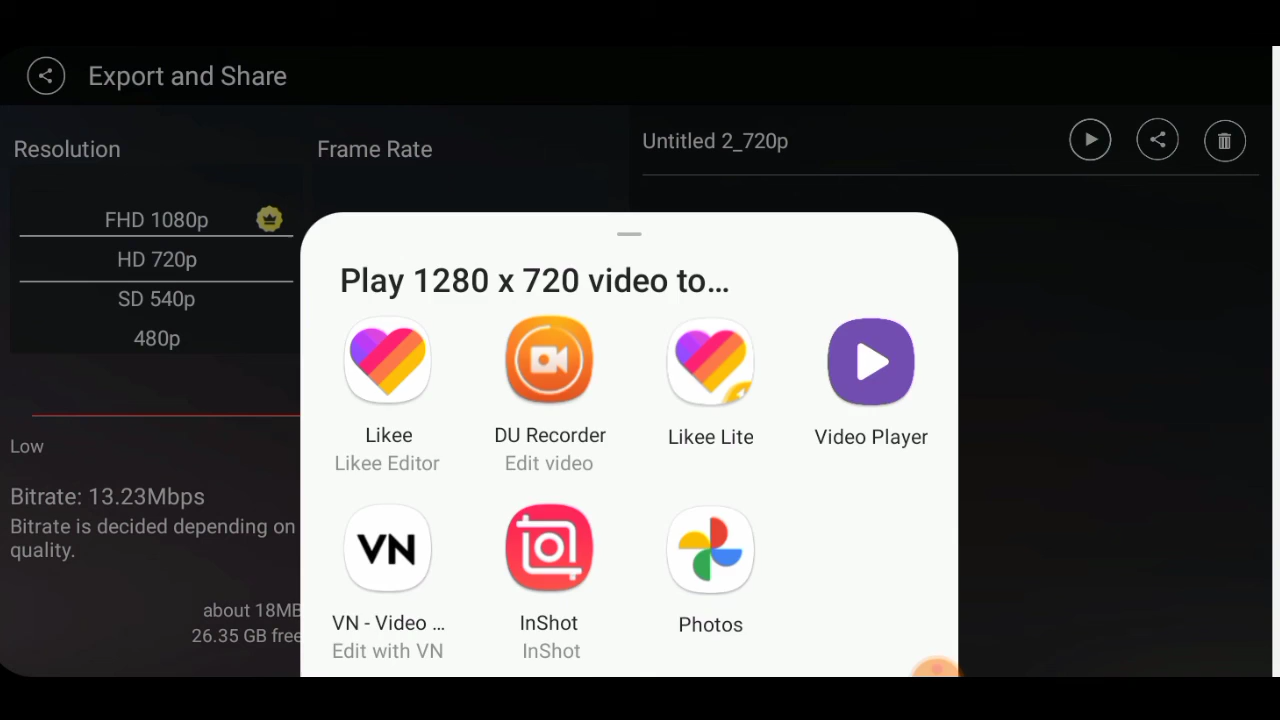 Export and Share
Resolution
Frame Rate
Untitled 2_720p
FHD 1080p
HD 720p
SD 540p
480p
Low
Bitrate: 13.23Mbps
Bitrate is decided depending on
quality.
about 18MB
26.35 GB free
Play 1280 x 720 video to...
Likee
Likee Editor
DU Recorder
Edit video
Likee Lite
Video Player
VN
VN - Video ...
Edit with VN
InShot
InShot
Photos